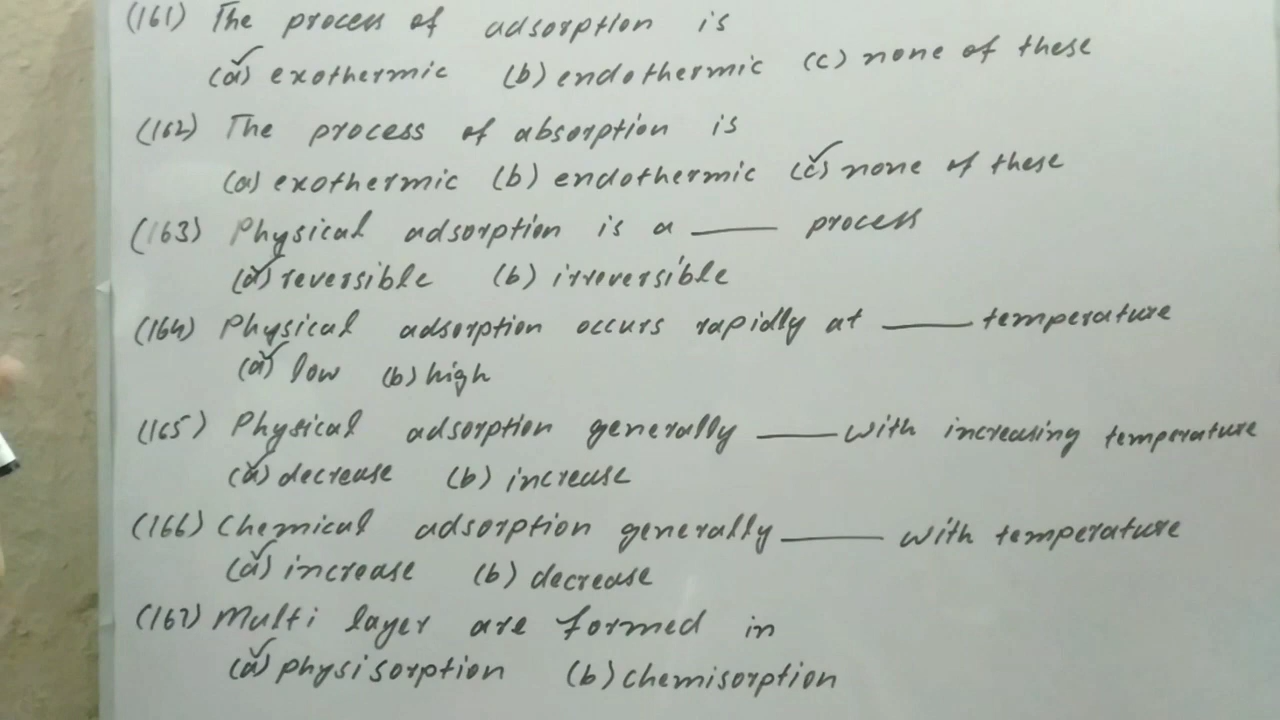 (161) The process of adsorption is
(a) exothermic (b) endothermic (c) none of these
(162) The process of absorption is
(a) exothermic (b) endothermic (c) none of these
(163) Physical adsorption is a ____ process
(a) reversible (b) irreversible
(164) Physical adsorption occurs rapidly at ____ temperature
(a) low (b) high
(165) Physical adsorption generally ____ with increasing temperature
(a) decrease (b) increase
(166) Chemical adsorption generally ____ with temperature
(a) increase (b) decrease
(167) Multi layer are formed in
(a) physisorption (b) chemisorption